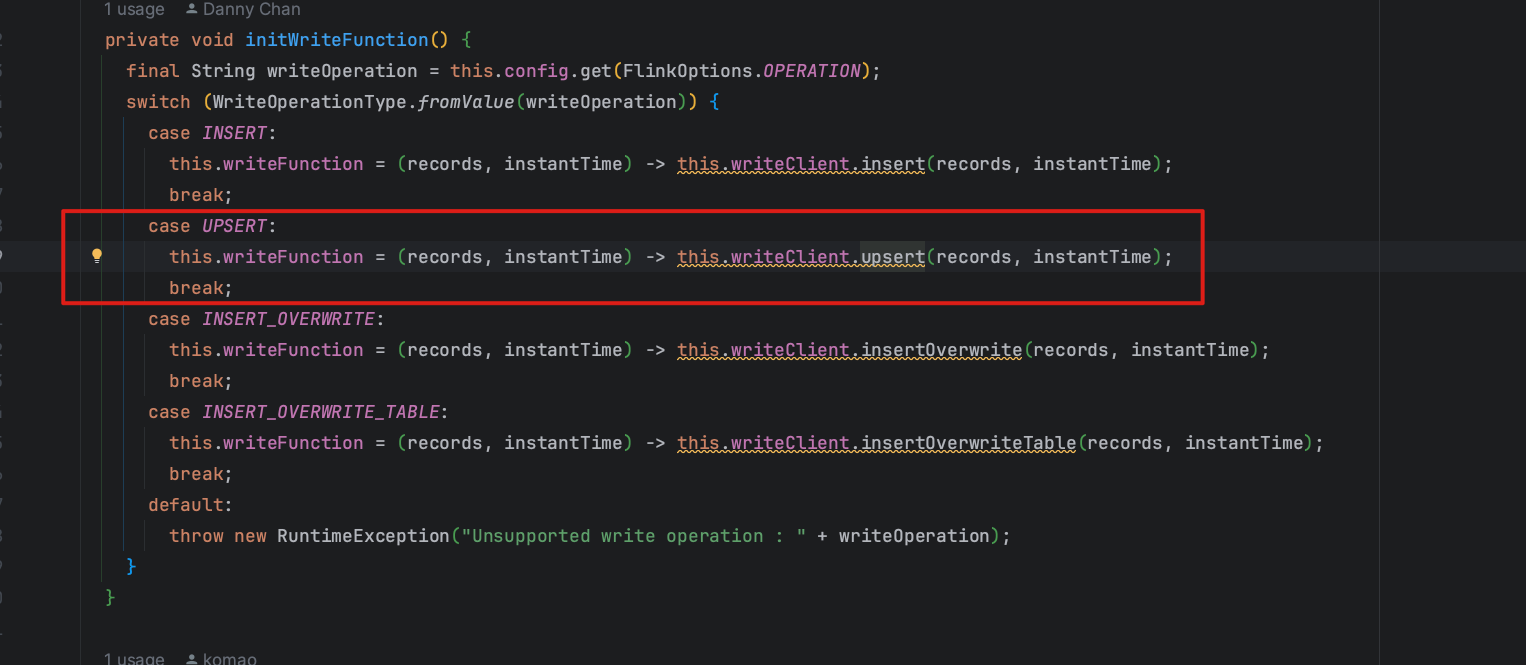 1 usage Danny Chan
private void initWriteFunction() {
final String writeOperation = this.config.get(FlinkOptions.OPERATION);
switch (WriteOperationType.fromValue(writeOperation)) {
case INSERT:
this.writeFunction = (records, instantTime) -> this.writeClient.insert(records, instantTime);
break;
case UPSERT:
this.writeFunction = (records, instantTime) -> this.writeClient.upsert(records, instantTime);
break;
case INSERT_OVERWRITE:
this.writeFunction = (records, instantTime) -> this.writeClient.insertOverwrite(records, instantTime);
break;
case INSERT_OVERWRITE_TABLE:
this.writeFunction = (records, instantTime) -> this.writeClient.insertOverwriteTable(records, instantTime);
break;
default:
throw new RuntimeException("Unsupported write operation : " + writeOperation);
}
}
1 usage komao